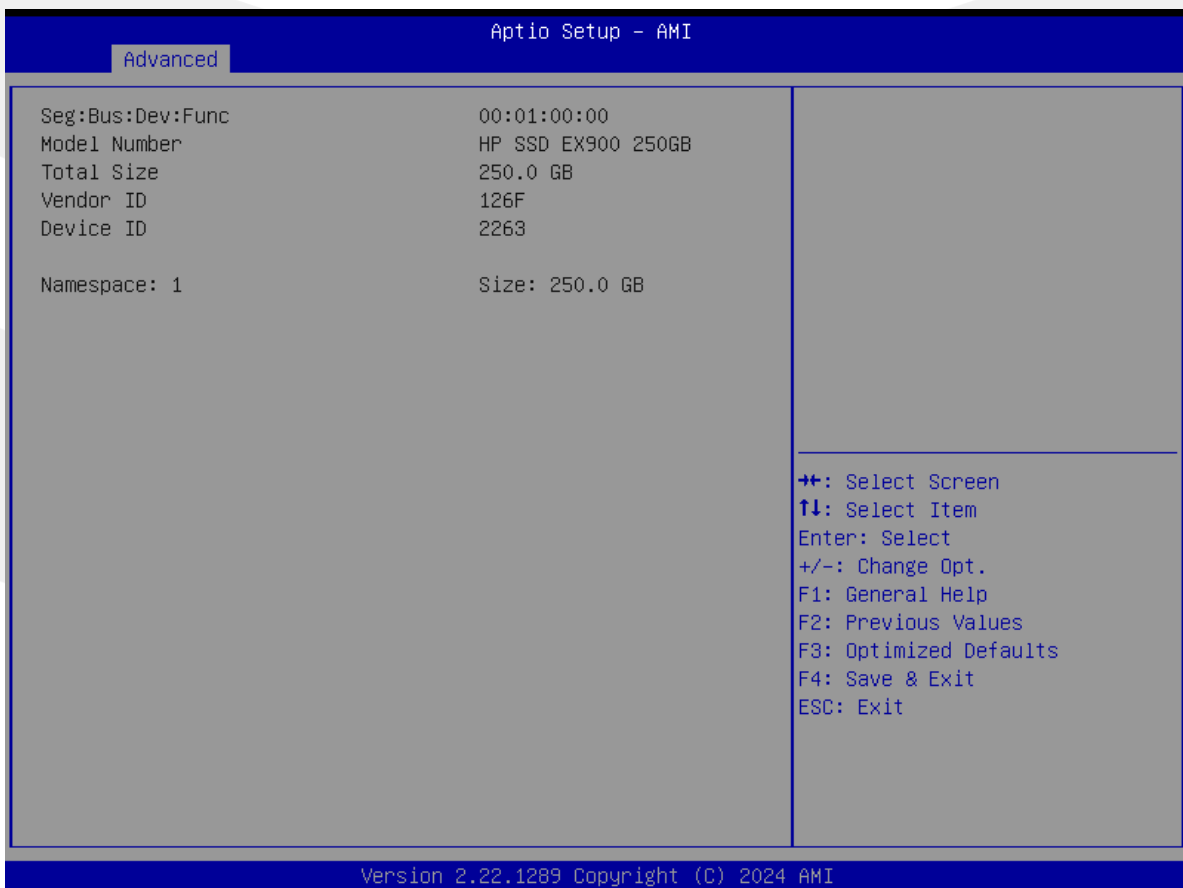 Aptio Setup – AMI
Advanced
Seg:Bus:Dev:Func 00:01:00:00
Model Number HP SSD EX900 250GB
Total Size 250.0 GB
Vendor ID 126F
Device ID 2263
Namespace: 1 Size: 250.0 GB
→←: Select Screen
↑↓: Select Item
Enter: Select
+/-: Change Opt.
F1: General Help
F2: Previous Values
F3: Optimized Defaults
F4: Save & Exit
ESC: Exit
Version 2.22.1289 Copyright (C) 2024 AMI